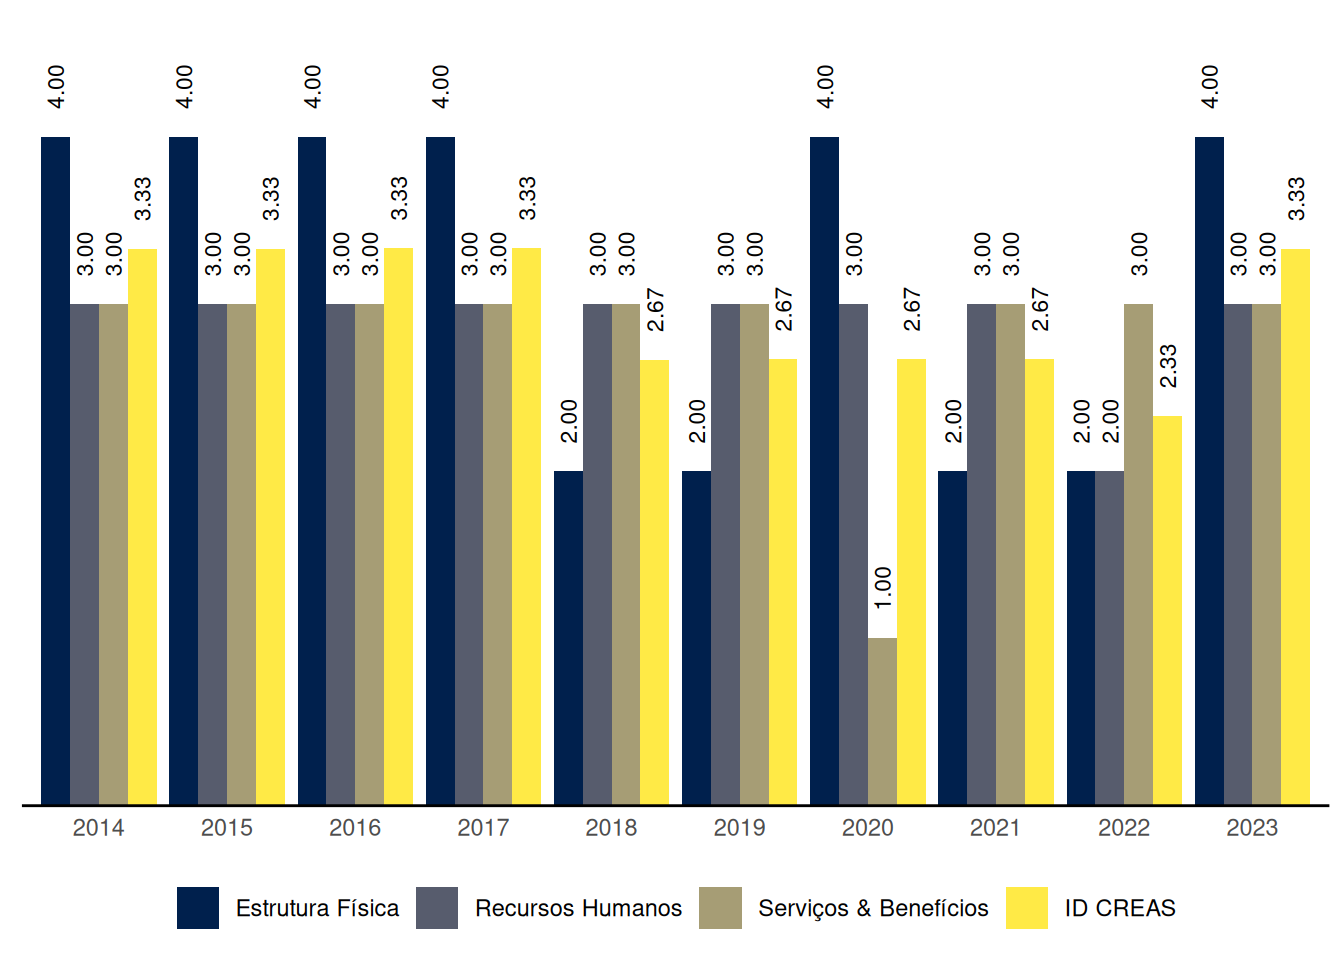 4.00 3.00 3.00 3.33 4.00 3.00 3.00 3.33 4.00 3.00 3.00 3.33 4.00 3.00 3.00 3.33 2.00 3.00 3.00 2.67 2.00 3.00 3.00 2.67 4.00 3.00 1.00 2.67 2.00 3.00 3.00 2.67 2.00 2.00 3.00 2.33 4.00 3.00 3.00 3.33
2014 2015 2016 2017 2018 2019 2020 2021 2022 2023
Estrutura Física Recursos Humanos Serviços & Benefícios ID CREAS